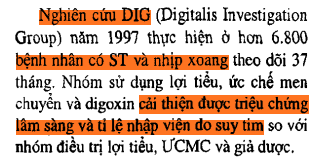 Nghiên cứu DIG (Digitalis Investigation
Group) năm 1997 thực hiện ở hơn 6.800
bệnh nhân có ST và nhịp xoang theo dõi 37
tháng. Nhóm sử dụng lợi tiểu, ức chế men
chuyển và digoxin cải thiện được triệu chứng
lâm sàng và tỉ lệ nhập viện do suy tim so với
nhóm điều trị lợi tiểu, ƯCMC và giả dược.